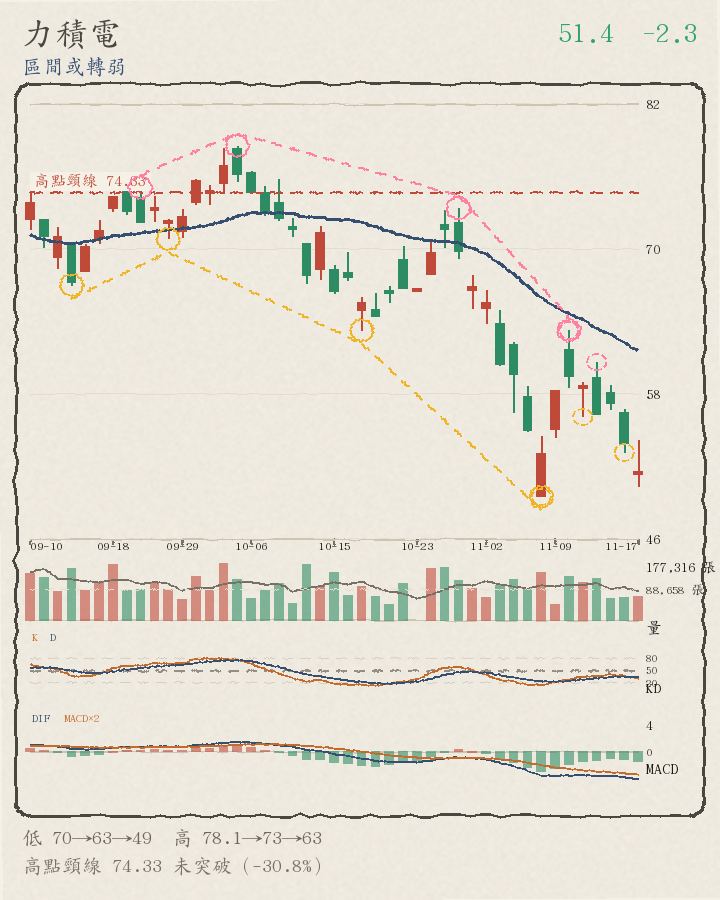 力積電
51.4 -2.3
區間或轉弱
82
高點頸線 74.33
70
58
46
09-10 09-18 09-29 10-06 10-15 10-23 11-02 11-09 11-17
177,316 張
88,658 張
量
K D
80
50
20
KD
DIF MACD×2
4
0
MACD
低 70→63→49 高 78.1→73→63
高點頸線 74.33 未突破 (-30.8%)